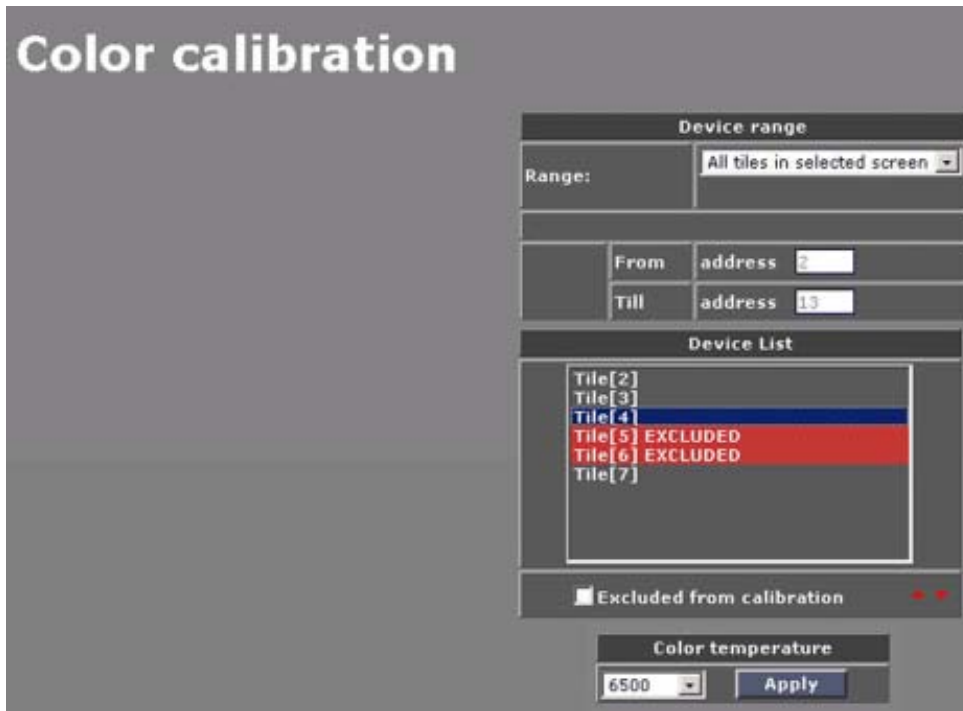 Color calibration
Device range
Range: All tiles in selected screen
From address 2
Till address 13
Device List
Tile[2]
Tile[3]
Tile[4]
Tile[5] EXCLUDED
Tile[6] EXCLUDED
Tile[7]
Excluded from calibration
Color temperature
6500 Apply